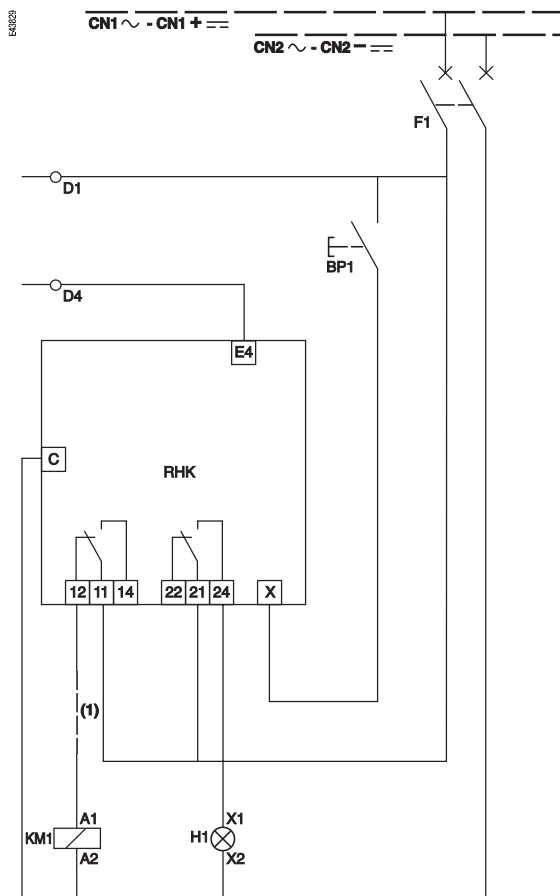 E43829
CN1 ~ - CN1 + ⎓
CN2 ~ - CN2 – ⎓
F1
D1
BP1
D4
E4
C
RHK
12 11 14 22 21 24 X
(1)
A1 X1
KM1 H1
A2 X2